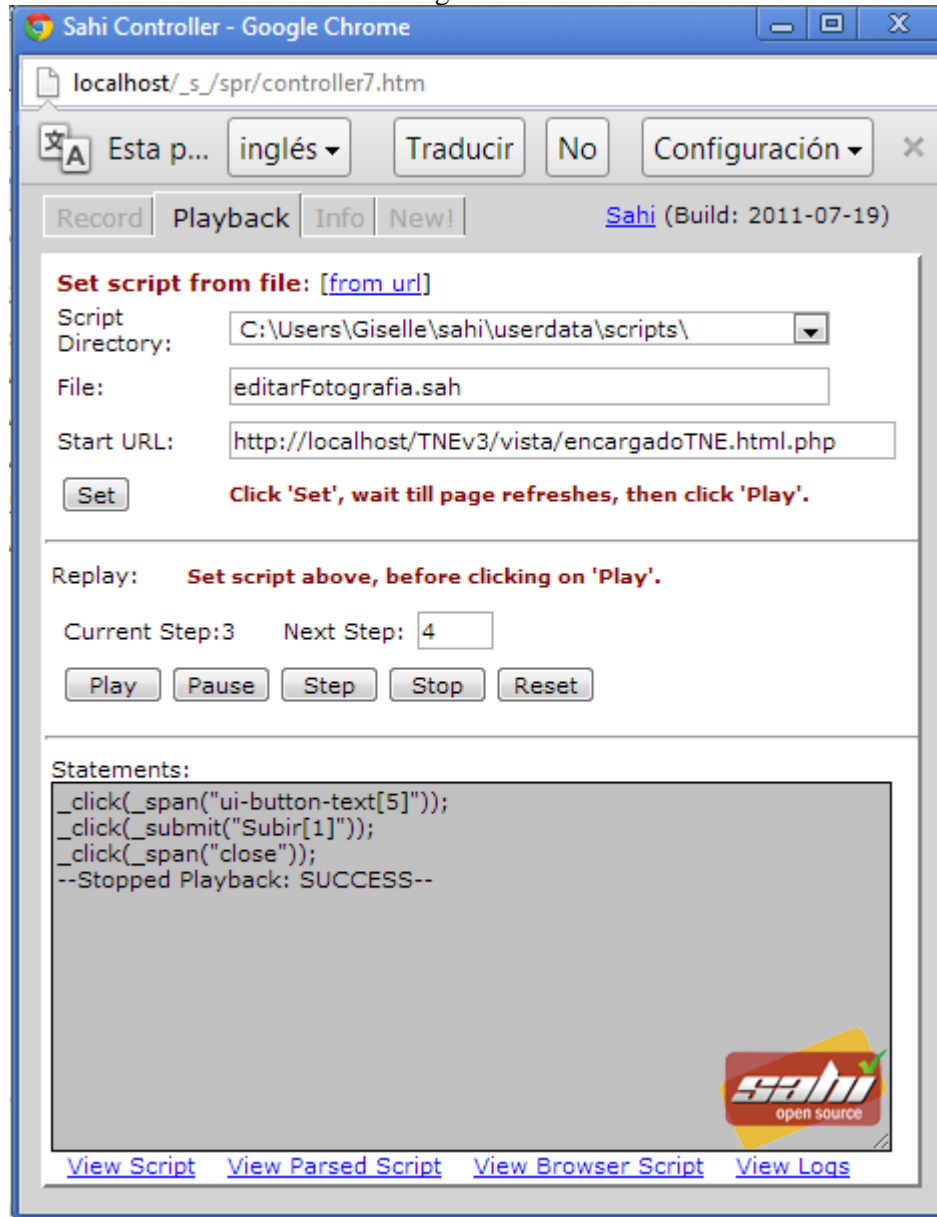 Sahi Controller - Google Chrome
localhost/_s_/spr/controller7.htm
Esta p... inglés Traducir No Configuración
Record Playback Info New! Sahi (Build: 2011-07-19)
Set script from file: [from url]
Script Directory: C:\Users\Giselle\sahi\userdata\scripts\
File: editarFotografia.sah
Start URL: http://localhost/TNEv3/vista/encargadoTNE.html.php
Set Click 'Set', wait till page refreshes, then click 'Play'.
Replay: Set script above, before clicking on 'Play'.
Current Step:3 Next Step: 4
Play Pause Step Stop Reset
Statements:
_click(_span("ui-button-text[5]"));
_click(_submit("Subir[1]"));
_click(_span("close"));
--Stopped Playback: SUCCESS--
sahi
open source
View Script View Parsed Script View Browser Script View Logs